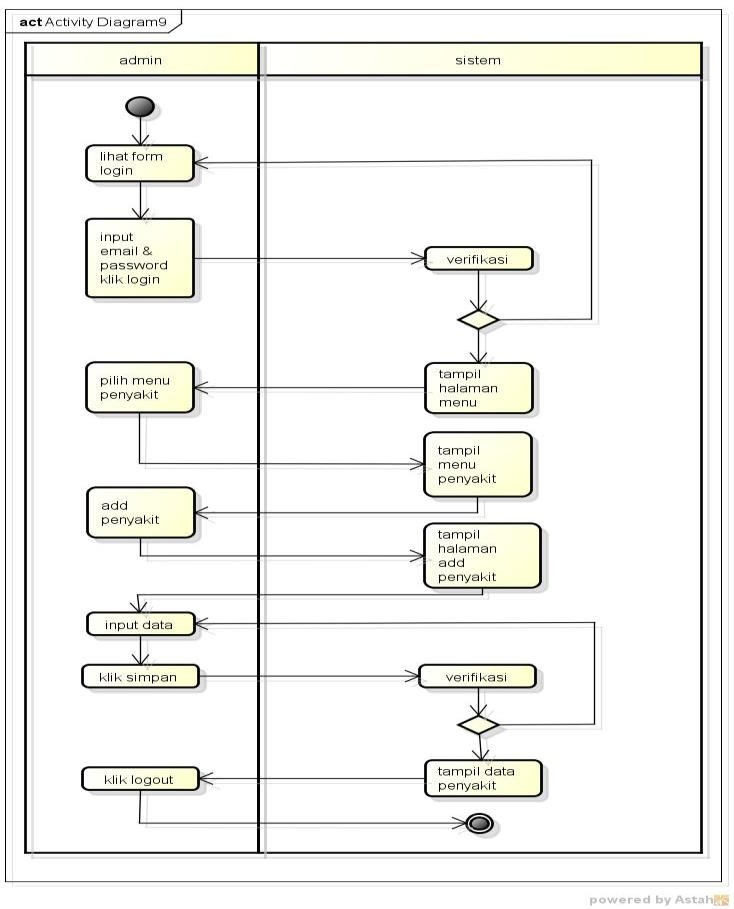 act Activity Diagram9
admin
sistem
lihat form
login
input
email &
password
klik login
verifikasi
tampil
halaman
menu
pilih menu
penyakit
tampil
menu
penyakit
add
penyakit
tampil
halaman
add
penyakit
input data
klik simpan
verifikasi
tampil data
penyakit
klik logout
powered by Astah